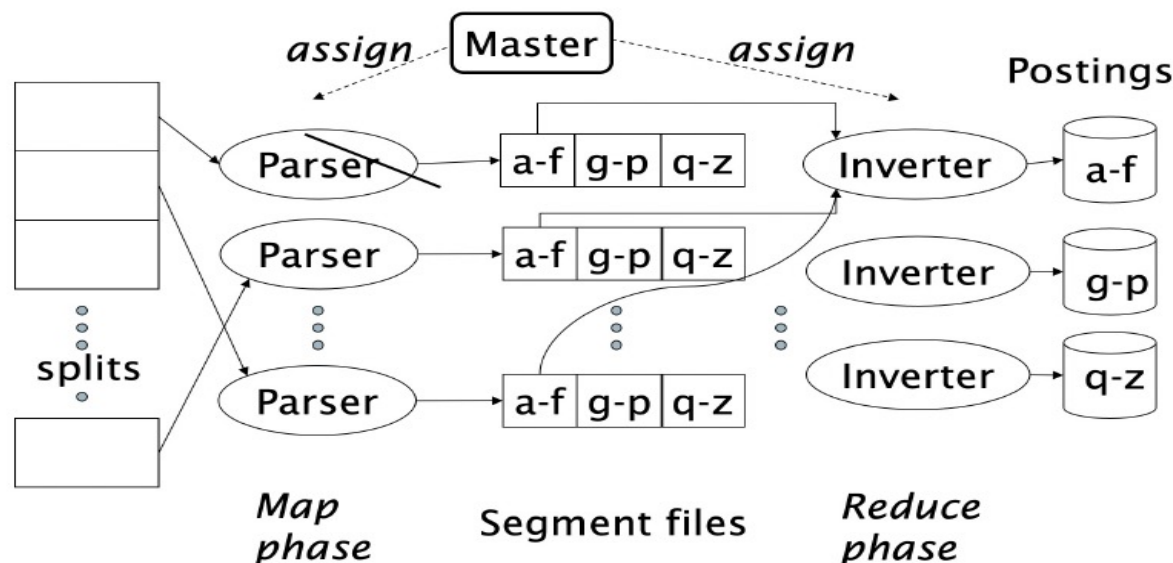 assign
Master
assign
Postings
Parser
a-f g-p q-z
Inverter
a-f
Parser
a-f g-p q-z
Inverter
g-p
splits
Parser
a-f g-p q-z
Inverter
q-z
Map
phase
Segment files
Reduce
phase